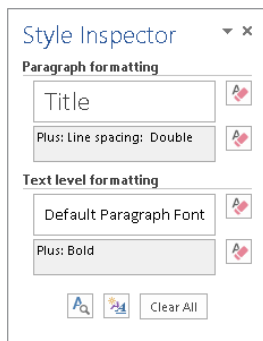 Style Inspector
Paragraph formatting
Title
Plus: Line spacing: Double
Text level formatting
Default Paragraph Font
Plus: Bold
Clear All